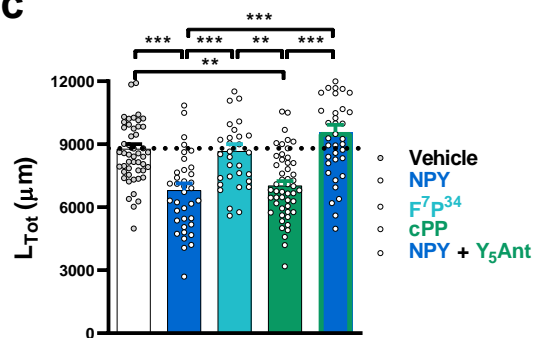 c
***
*** *** ** ***
**
12000
9000
6000
3000
0
L_Tot (μm)
Vehicle
NPY
F⁷P³⁴
cPP
NPY + Y₅Ant